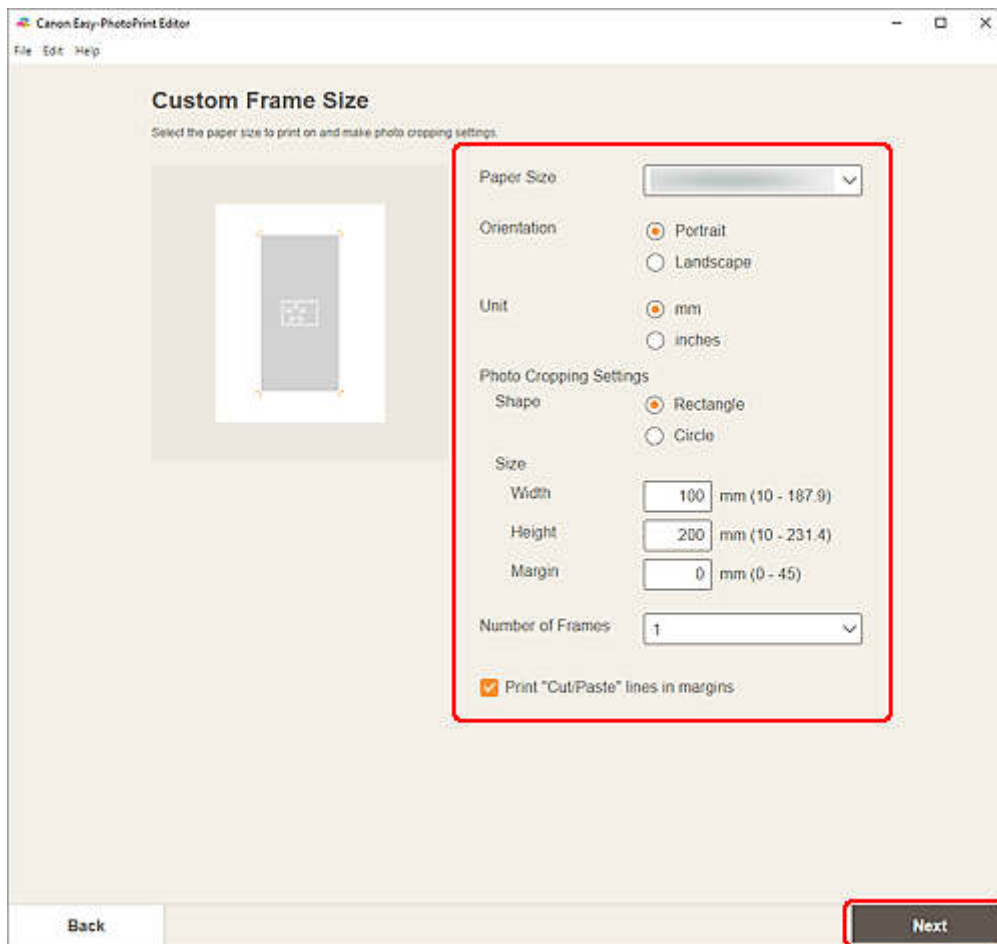 Canon Easy-PhotoPrint Editor
File Edit Help
Custom Frame Size
Select the paper size to print on and make photo cropping settings.
Paper Size
Orientation
Portrait
Landscape
Unit
mm
inches
Photo Cropping Settings
Shape
Rectangle
Circle
Size
Width 100 mm (10 - 187.9)
Height 200 mm (10 - 231.4)
Margin 0 mm (0 - 45)
Number of Frames 1
Print "Cut/Paste" lines in margins
Back Next